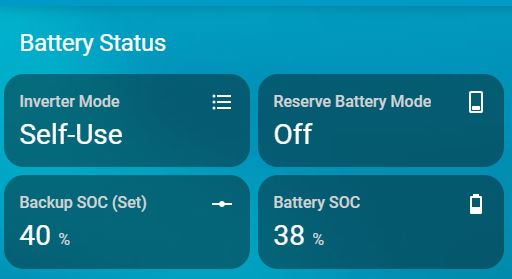 Battery Status
Inverter Mode
Self-Use
Reserve Battery Mode
Off
Backup SOC (Set)
40 %
Battery SOC
38 %